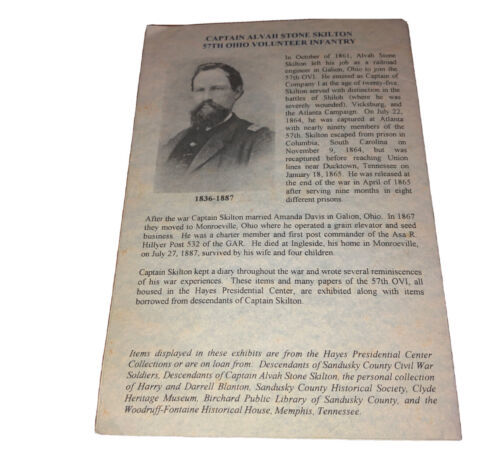 CAPTAIN ALVAH STONE SKILTON
57TH OHIO VOLUNTEER INFANTRY
In October of 1861, Alvah Stone
Skilton left his job as a railroad
engineer in Galion, Ohio to join the
57th OVI. He enlisted as Captain of
Company I at the age of twenty-five.
Skilton served with distinction in the
battles of Shiloh (where he was
severely wounded), Vicksburg, and
the Atlanta Campaign. On July 22,
1864, he was captured at Atlanta
with nearly ninety members of the
57th. Skilton escaped from prison in
Columbia, South Carolina on
November 9, 1864, but was
recaptured before reaching Union
lines near Ducktown, Tennessee on
January 18, 1865. He was released at
the end of the war in April of 1865
after serving nine months in eight
different prisons.
1836-1887
After the war Captain Skilton married Amanda Davis in Galion, Ohio. In 1867
they moved to Monroeville, Ohio where he operated a grain elevator and seed
business. He was a charter member and first post commander of the Asa R.
Hillyer Post 532 of the GAR. He died at Ingleside, his home in Monroeville,
on July 27, 1887, survived by his wife and four children.
Captain Skilton kept a diary throughout the war and wrote several reminiscences
of his war experiences. These items and many papers of the 57th OVI, all
housed in the Hayes Presidential Center, are exhibited along with items
borrowed from descendants of Captain Skilton.
Items displayed in these exhibits are from the Hayes Presidential Center
Collections or are on loan from: Descendants of Sandusky County Civil War
Soldiers, Descendants of Captain Alvah Stone Skilton, the personal collection
of Harry and Darrell Blanton, Sandusky County Historical Society, Clyde
Heritage Museum, Birchard Public Library of Sandusky County, and the
Woodruff-Fontaine Historical House, Memphis, Tennessee.